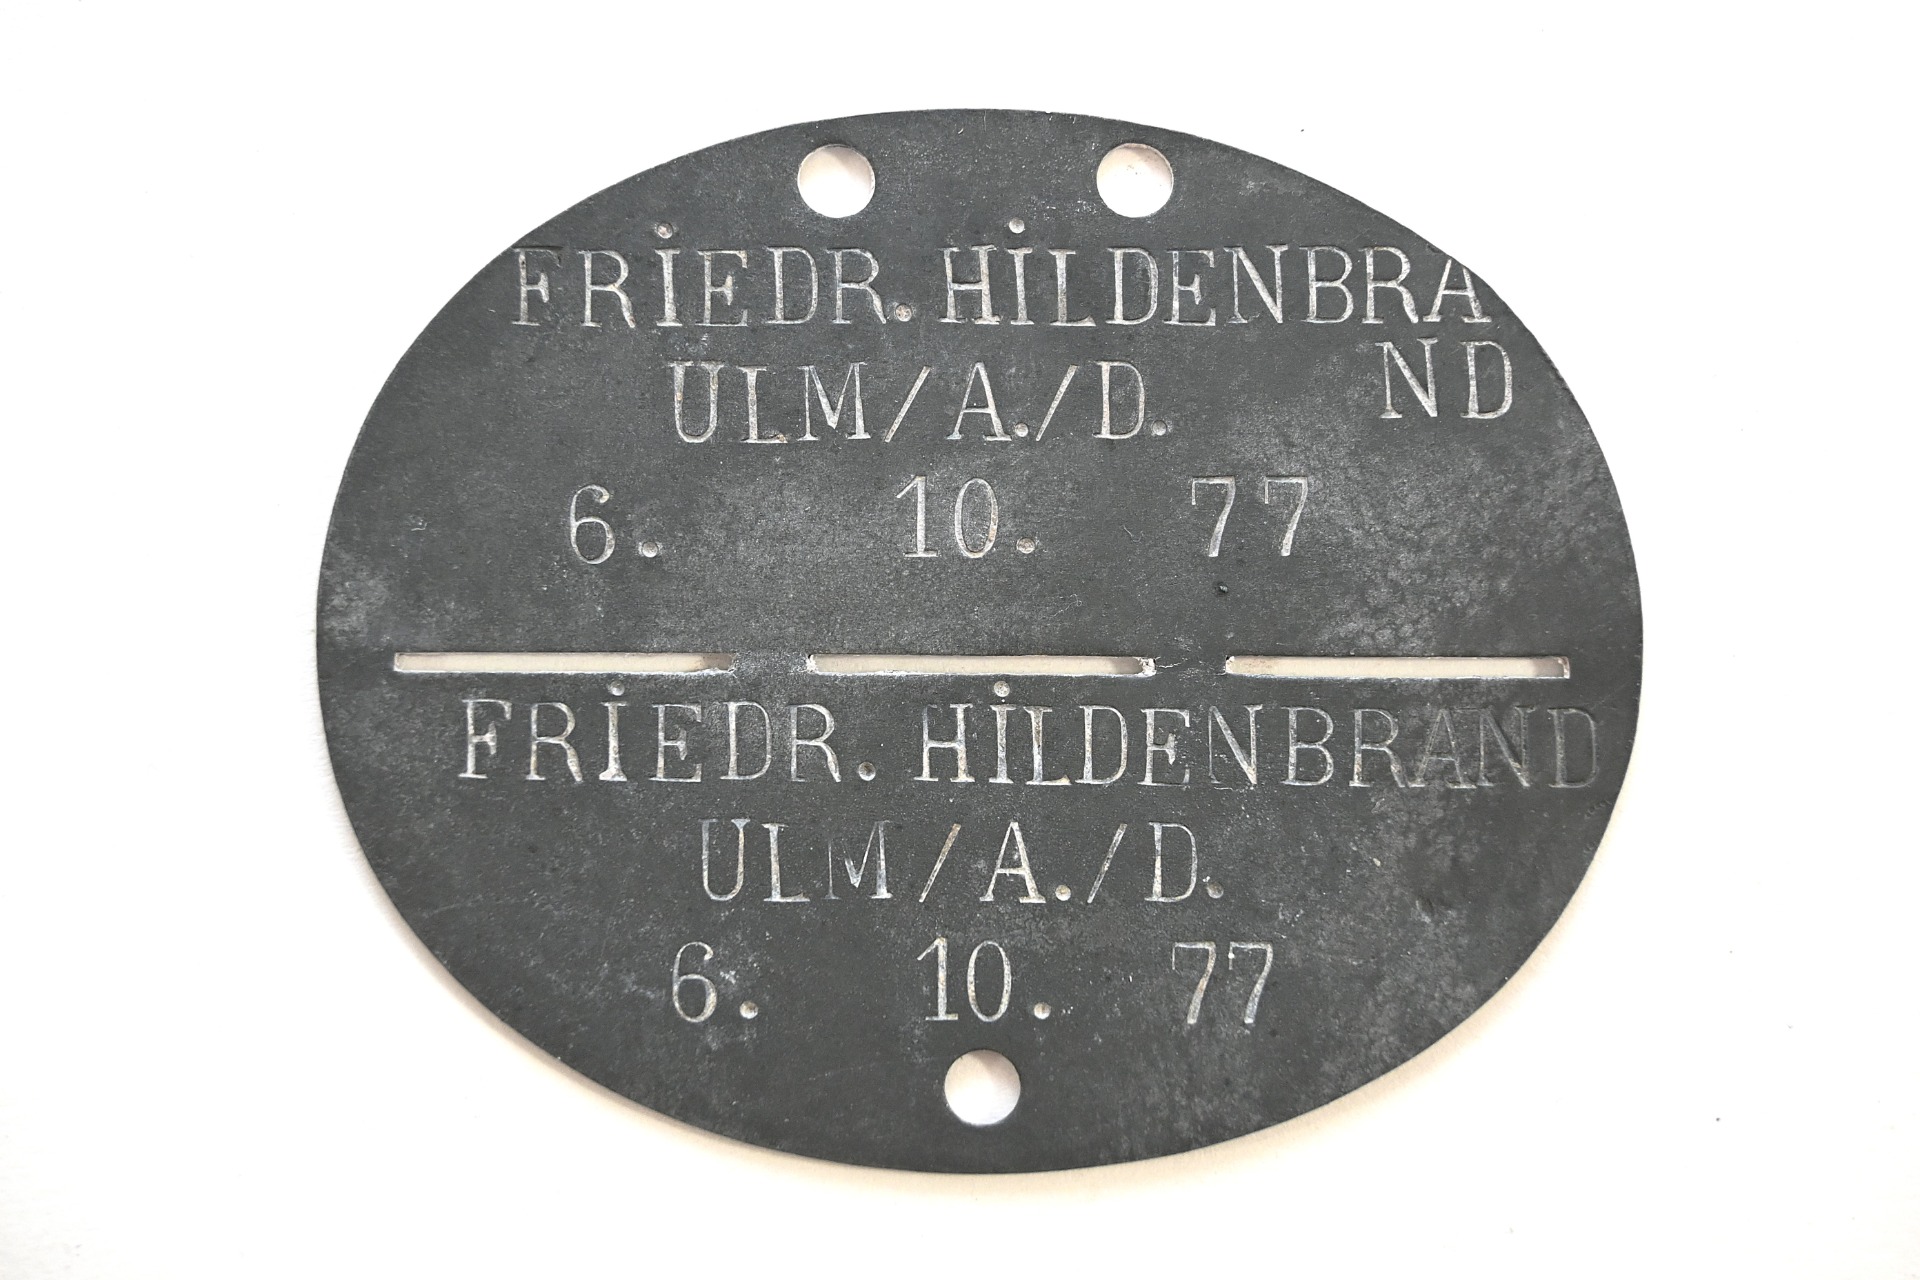 FRiEDR. HiLDENBRA
ND
ULM/A./D.
6. 10. 77
FRiEDR. HiLDENBRAND
ULM/A./D.
6. 10. 77